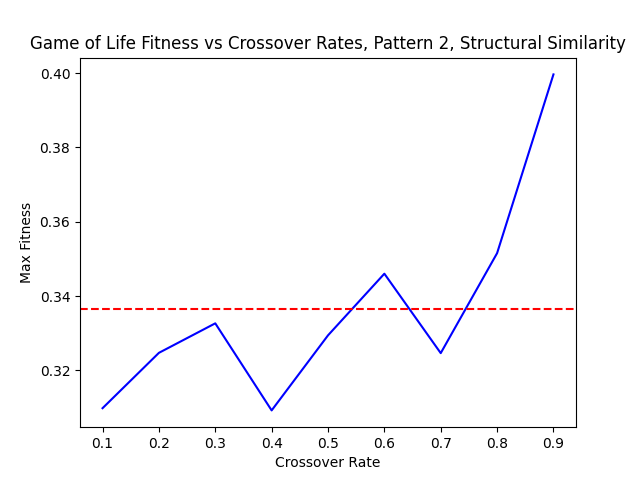 Game of Life Fitness vs Crossover Rates, Pattern 2, Structural Similarity
0.40
0.38
0.36
0.34
0.32
Max Fitness
0.1 0.2 0.3 0.4 0.5 0.6 0.7 0.8 0.9
Crossover Rate